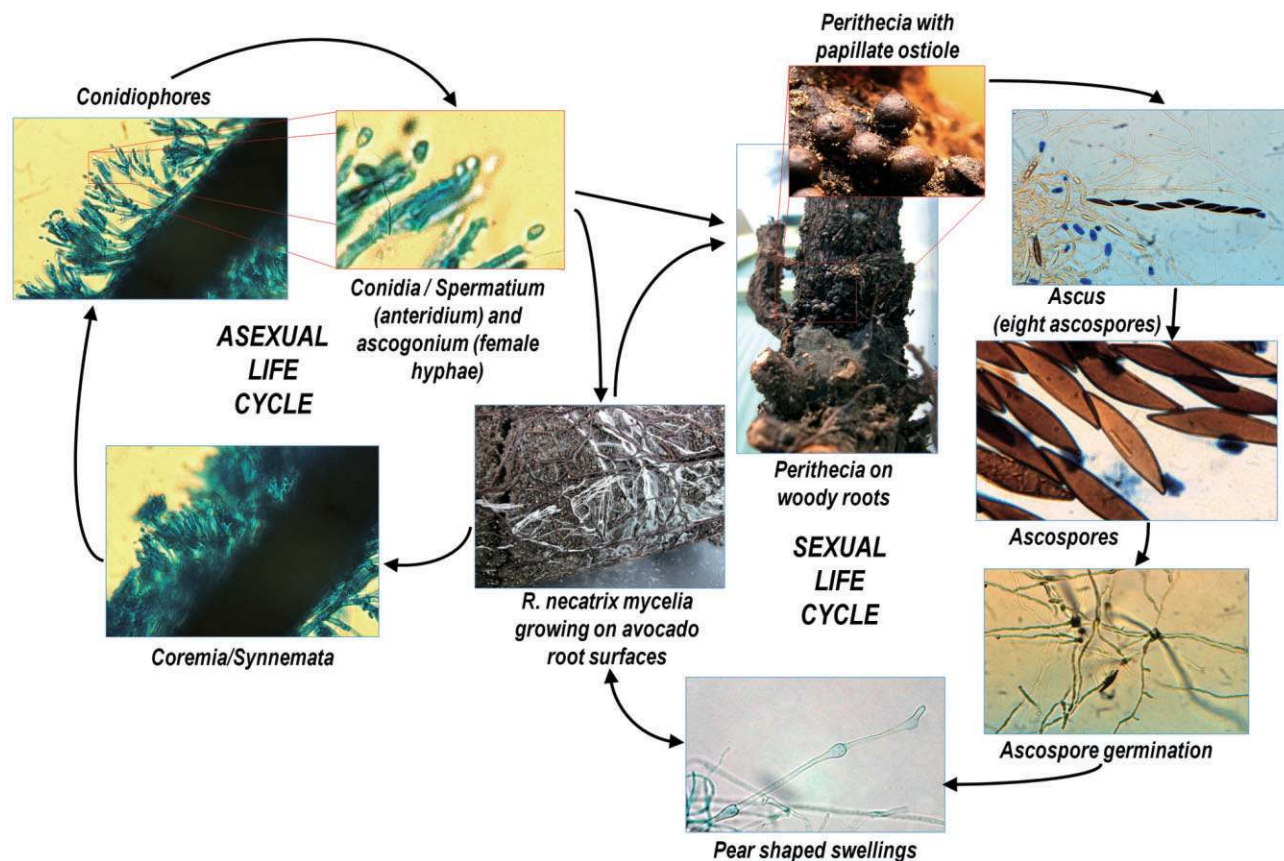 Conidiophores
Conidia / Spermatium
(anteridium) and
ascogonium (female
hyphae)
ASEXUAL
LIFE
CYCLE
Coremia/Synnemata
R. necatrix mycelia
growing on avocado
root surfaces
Perithecia with
papillate ostiole
Perithecia on
woody roots
SEXUAL
LIFE
CYCLE
Ascus
(eight ascospores)
Ascospores
Ascospore germination
Pear shaped swellings